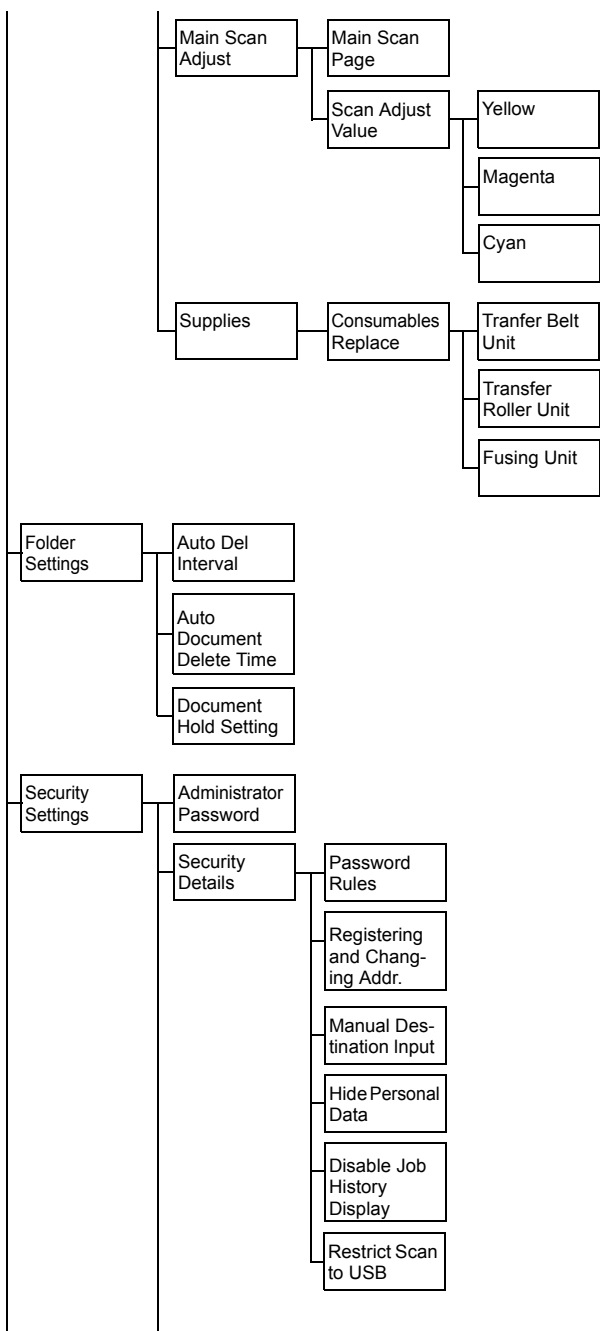 Main Scan
Adjust
Main Scan
Page
Scan Adjust
Value
Yellow
Magenta
Cyan
Supplies
Consumables
Replace
Tranfer Belt
Unit
Transfer
Roller Unit
Fusing Unit
Folder
Settings
Auto Del
Interval
Auto
Document
Delete Time
Document
Hold Setting
Security
Settings
Administrator
Password
Security
Details
Password
Rules
Registering
and Chang-
ing Addr.
Manual Des-
tination Input
Hide Personal
Data
Disable Job
History
Display
Restrict Scan
to USB